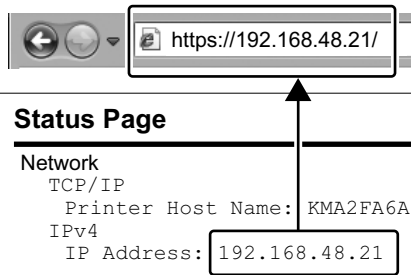 https://192.168.48.21/
Status Page
Network
TCP/IP
Printer Host Name: KMA2FA6A
IPv4
IP Address: 192.168.48.21